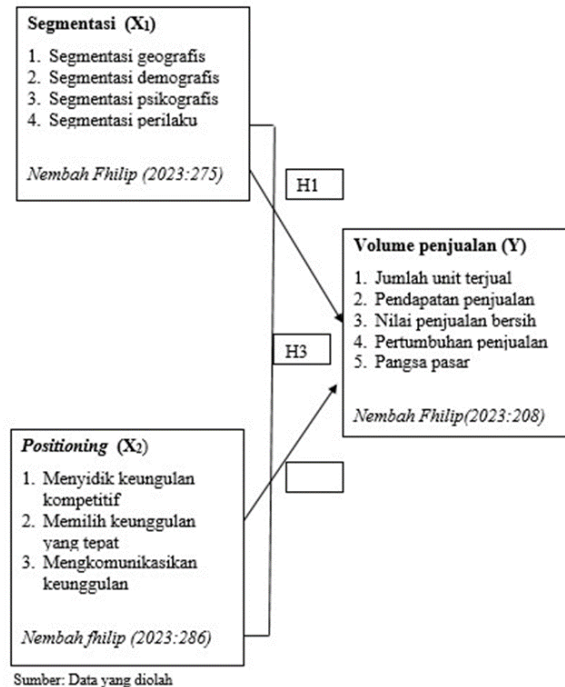 Segmentasi (X1)
1. Segmentasi geografis
2. Segmentasi demografis
3. Segmentasi psikografis
4. Segmentasi perilaku
Nembah Fhilip (2023:275)
H1
Volume penjualan (Y)
1. Jumlah unit terjual
2. Pendapatan penjualan
3. Nilai penjualan bersih
4. Pertumbuhan penjualan
5. Pangsa pasar
Nembah Fhilip(2023:208)
H3
Positioning (X2)
1. Menyidik keungulan
kompetitif
2. Memilih keunggulan
yang tepat
3. Mengkomunikasikan
keunggulan
Nembah fhilip (2023:286)
Sumber: Data yang diolah